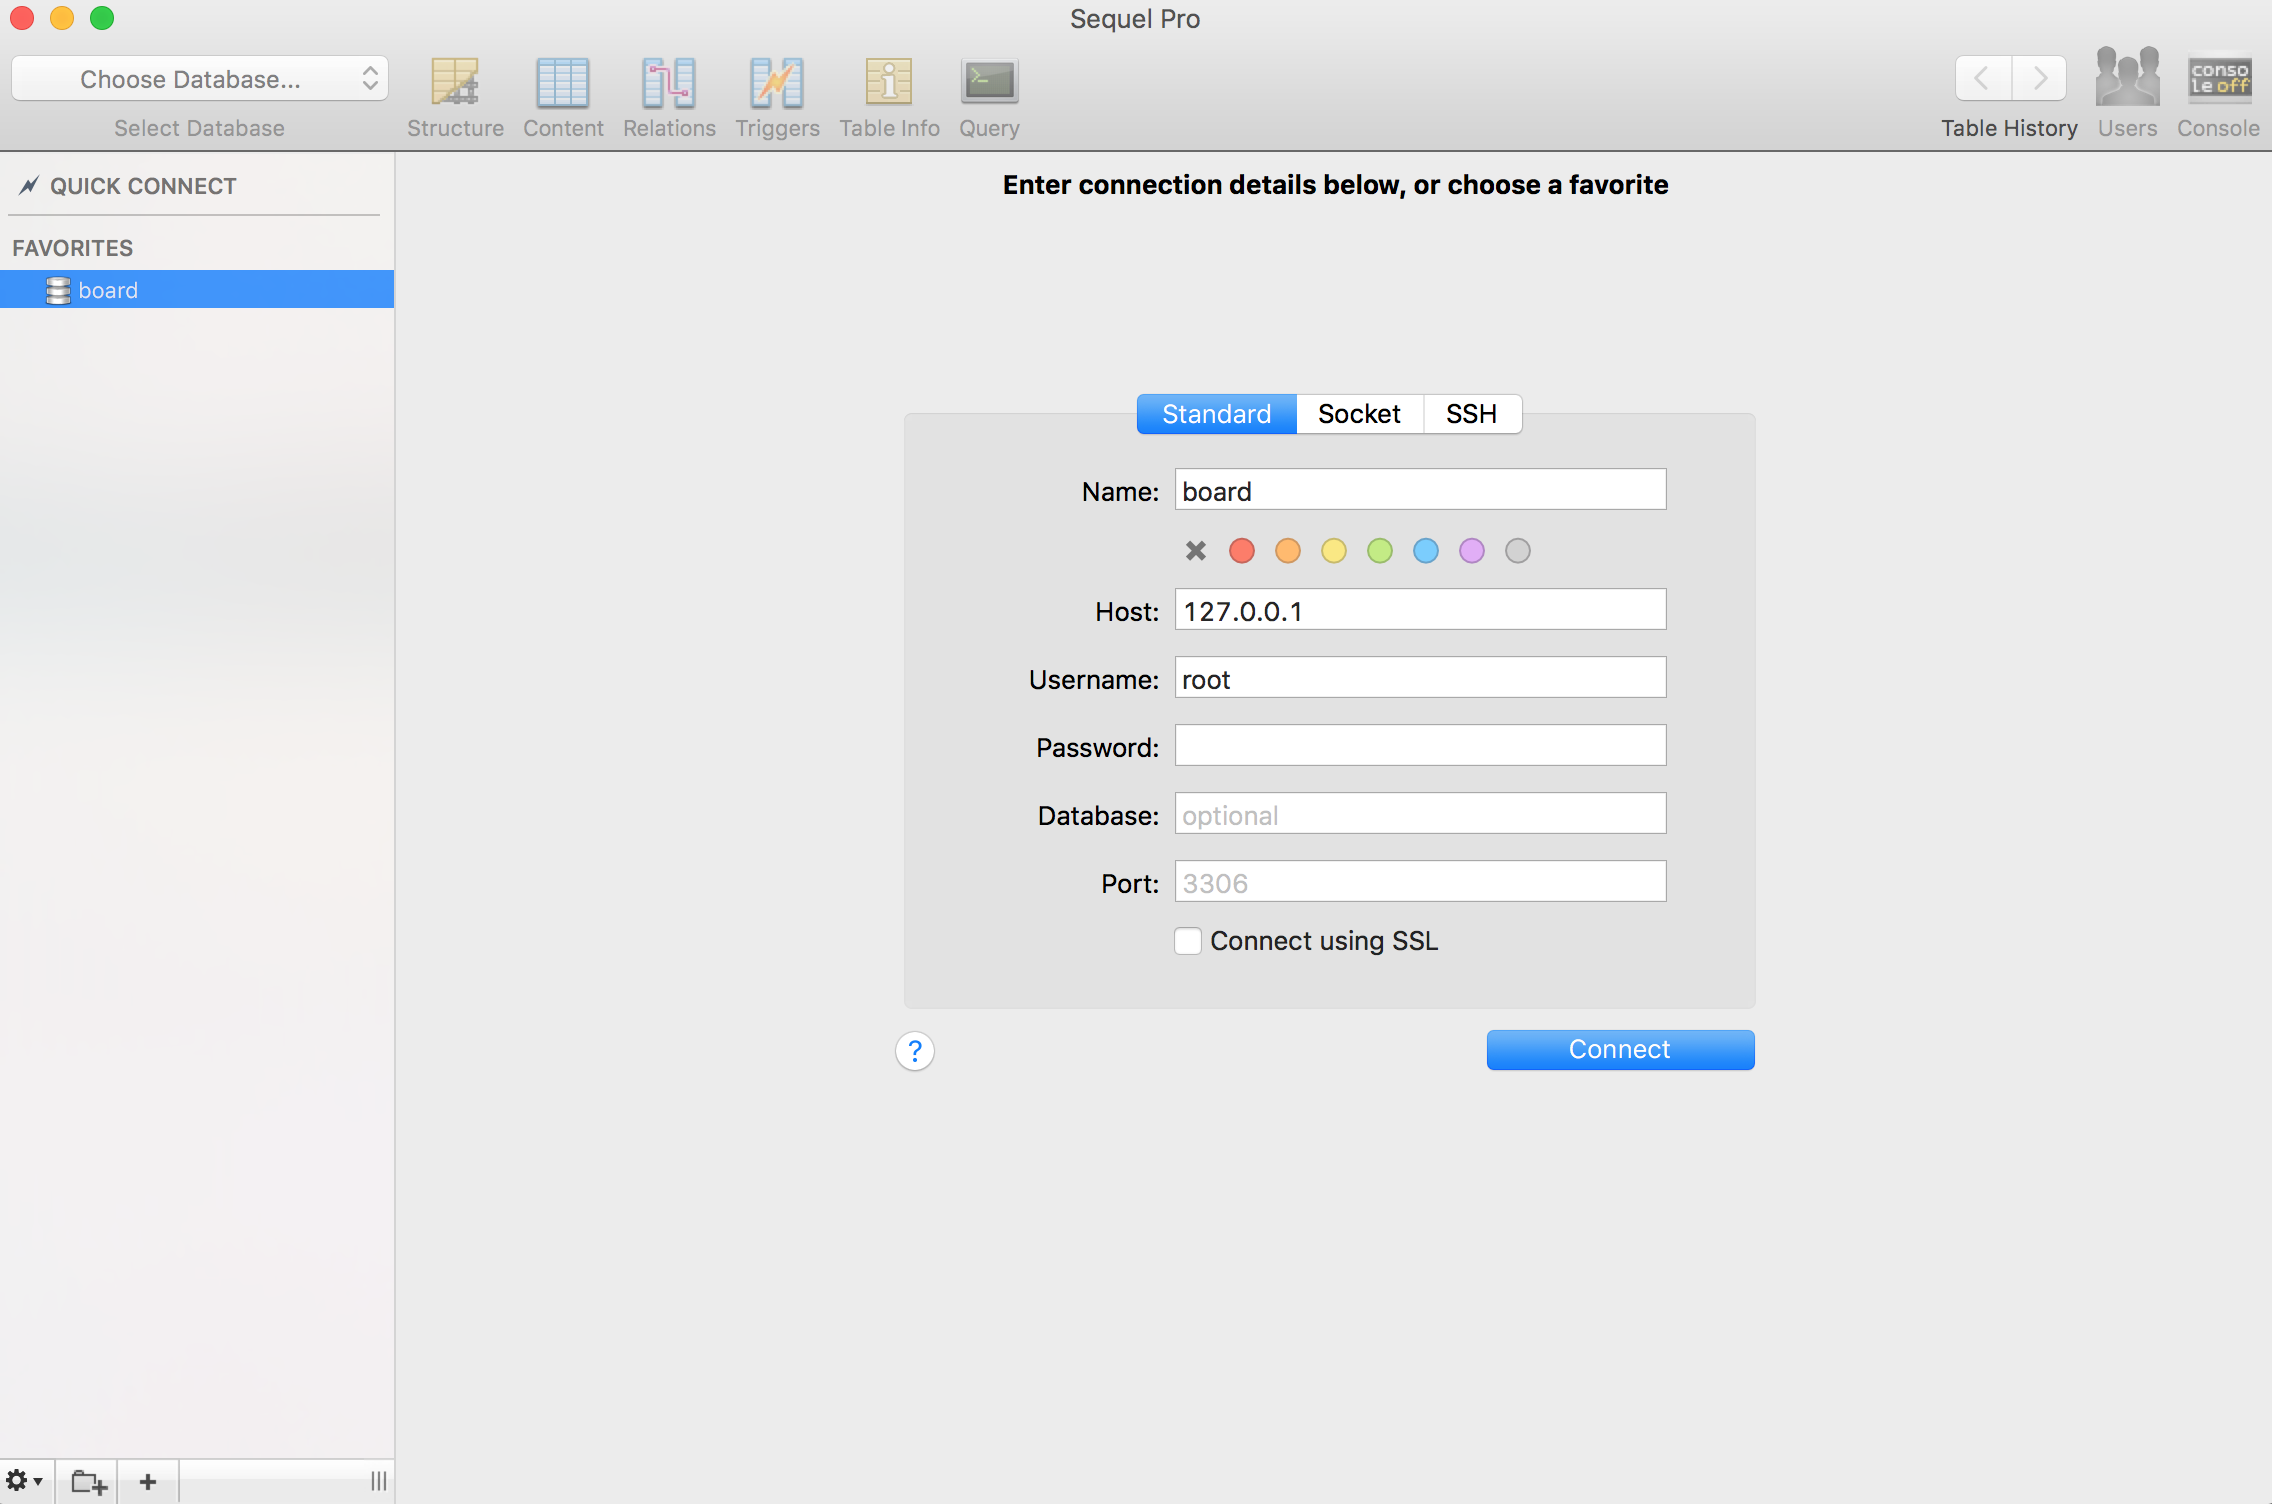 Sequel Pro
Choose Database...
Select Database
Structure
Content
Relations
Triggers
Table Info
Query
Table History
Users
conso
le off
Console
QUICK CONNECT
FAVORITES
board
Enter connection details below, or choose a favorite
Standard
Socket
SSH
Name: board
Host: 127.0.0.1
Username: root
Password:
Database: optional
Port: 3306
Connect using SSL
?
Connect